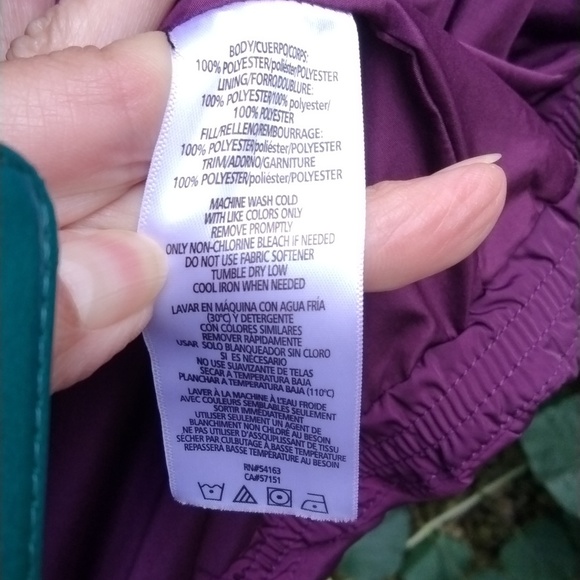 BODY/CUERPO/CORPS:
100% POLYESTER/poliéster/POLYESTER
LINING/FORRO/DOUBLURE:
100% POLYESTER/100% polyester/
100% POLYESTER
FILL/RELLENO/REMBOURRAGE:
100% POLYESTER/poliéster/POLYESTER
TRIM/ADORNO/GARNITURE
100% POLYESTER/poliéster/POLYESTER
MACHINE WASH COLD
WITH LIKE COLORS ONLY
REMOVE PROMPTLY
ONLY NON-CHLORINE BLEACH IF NEEDED
DO NOT USE FABRIC SOFTENER
TUMBLE DRY LOW
COOL IRON WHEN NEEDED
LAVAR EN MÁQUINA CON AGUA FRÍA
(30°C) Y DETERGENTE
CON COLORES SIMILARES
REMOVER RÁPIDAMENTE
USAR SOLO BLANQUEADOR SIN CLORO
SI ES NECESARIO
NO USE SUAVIZANTE DE TELAS
SECAR A TEMPERATURA BAJA
PLANCHAR A TEMPERATURA BAJA (110°C)
LAVER À LA MACHINE À L'EAU FROIDE
AVEC COULEURS SEMBLABLES SEULEMENT
SORTIR IMMÉDIATEMENT
UTILISER SEULEMENT UN AGENT DE
BLANCHIMENT NON CHLORÉ AU BESOIN
NE PAS UTILISER D'ASSOUPLISSANT DE TISSU
SÉCHER PAR CULBUTAGE À BASSE TEMPÉRATURE
REPASSER À BASSE TEMPÉRATURE AU BESOIN
RN#54163
CA#57151